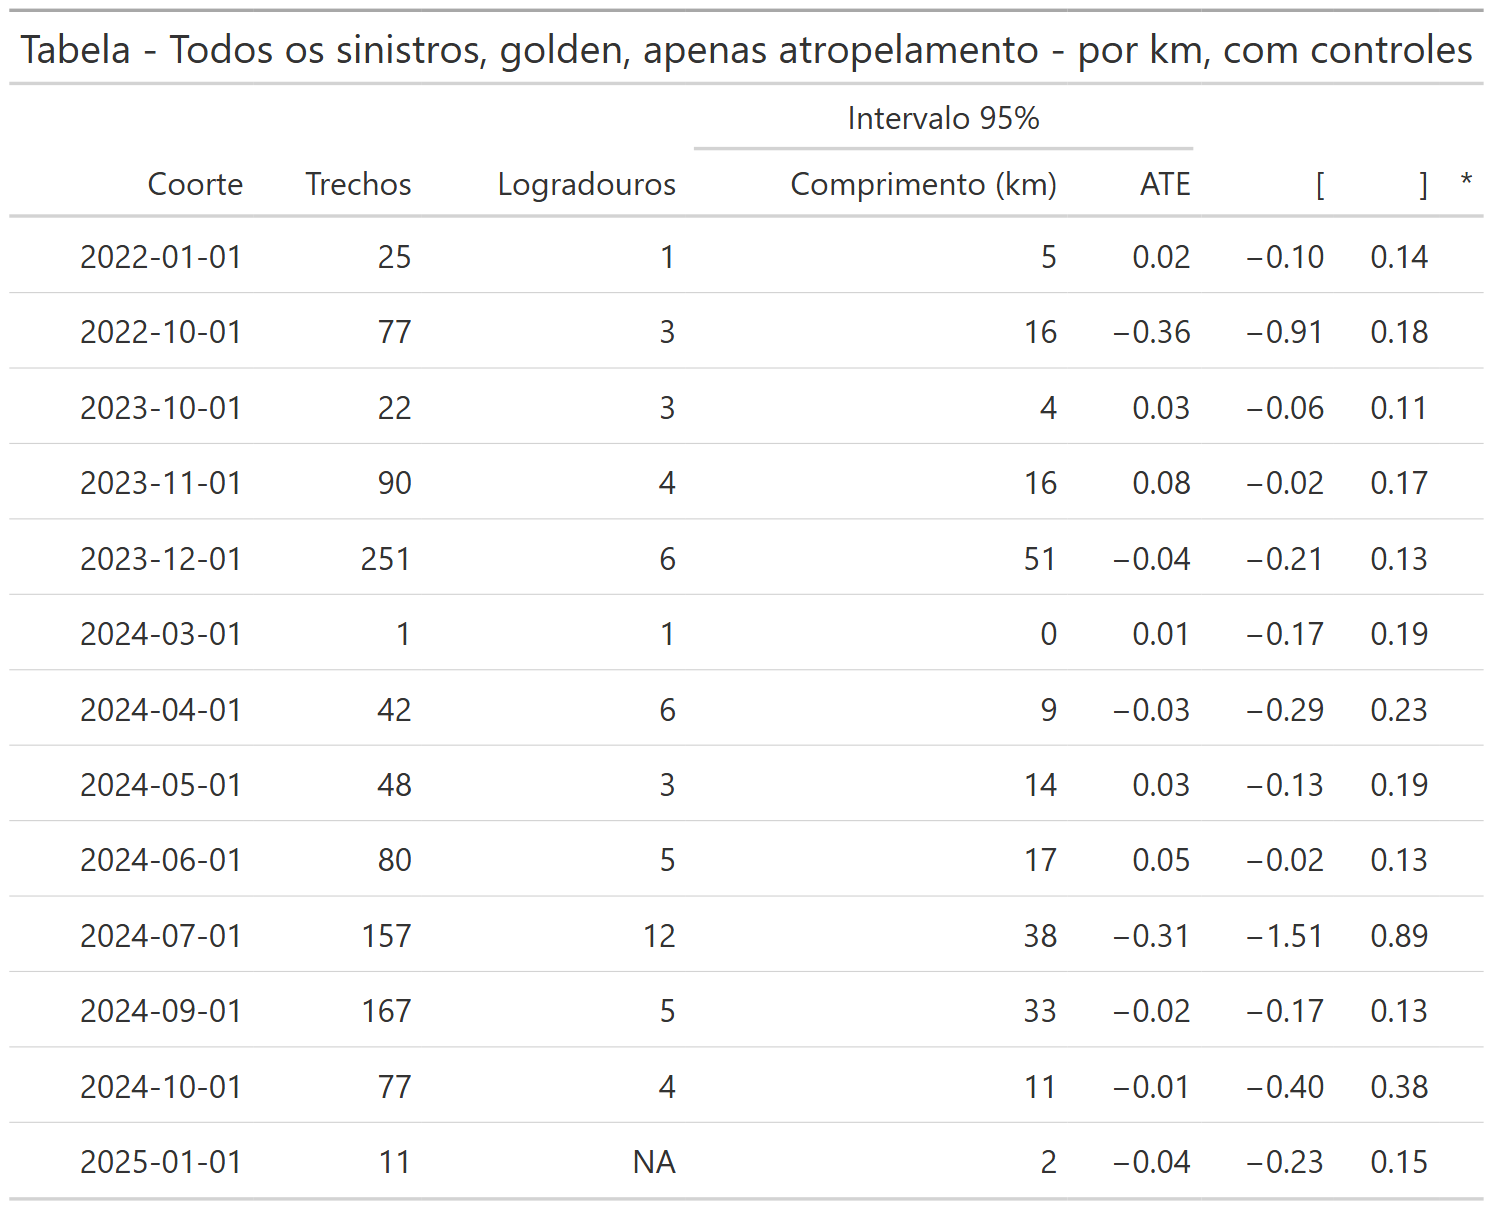 Tabela - Todos os sinistros, golden, apenas atropelamento - por km, com controles
Intervalo 95%
Coorte Trechos Logradouros Comprimento (km) ATE [ ] *
2022-01-01 25 1 5 0.02 −0.10 0.14
2022-10-01 77 3 16 −0.36 −0.91 0.18
2023-10-01 22 3 4 0.03 −0.06 0.11
2023-11-01 90 4 16 0.08 −0.02 0.17
2023-12-01 251 6 51 −0.04 −0.21 0.13
2024-03-01 1 1 0 0.01 −0.17 0.19
2024-04-01 42 6 9 −0.03 −0.29 0.23
2024-05-01 48 3 14 0.03 −0.13 0.19
2024-06-01 80 5 17 0.05 −0.02 0.13
2024-07-01 157 12 38 −0.31 −1.51 0.89
2024-09-01 167 5 33 −0.02 −0.17 0.13
2024-10-01 77 4 11 −0.01 −0.40 0.38
2025-01-01 11 NA 2 −0.04 −0.23 0.15